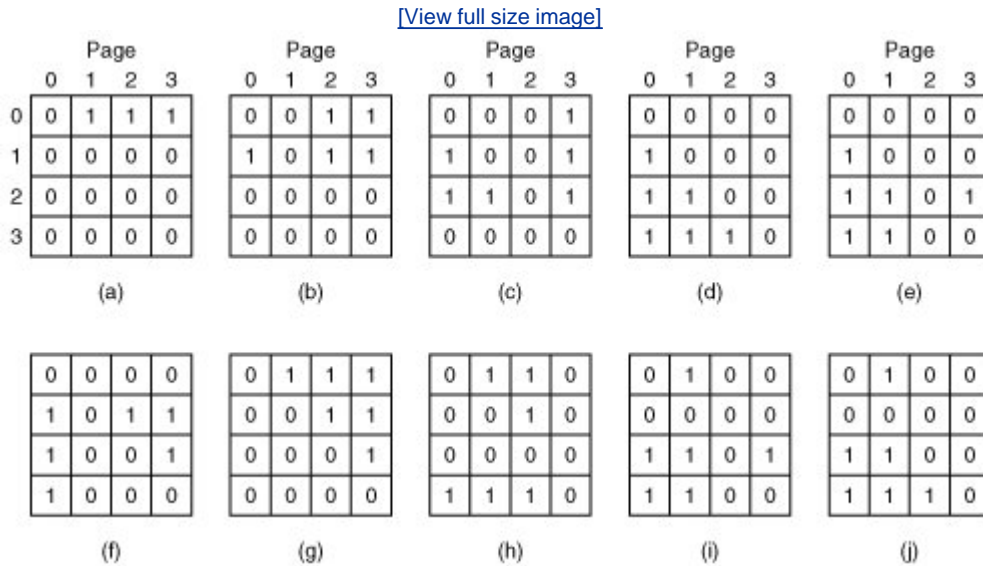 [View full size image]
Page Page Page Page Page
0 1 2 3 0 1 2 3 0 1 2 3 0 1 2 3 0 1 2 3
0 0 1 1 1 0 0 1 1 0 0 0 1 0 0 0 0 0 0 0 0
1 0 0 0 0 1 0 1 1 1 0 0 1 1 0 0 0 1 0 0 0
2 0 0 0 0 0 0 0 0 1 1 0 1 1 1 0 0 1 1 0 1
3 0 0 0 0 0 0 0 0 0 0 0 0 1 1 1 0 1 1 0 0
(a) (b) (c) (d) (e)
0 0 0 0 0 1 1 1 0 1 1 0 0 1 0 0 0 1 0 0
1 0 1 1 0 0 1 1 0 0 1 0 0 0 0 0 0 0 0 0
1 0 0 1 0 0 0 1 0 0 0 0 1 1 0 1 1 1 0 0
1 0 0 0 0 0 0 0 1 1 1 0 1 1 0 0 1 1 1 0
(f) (g) (h) (i) (j)